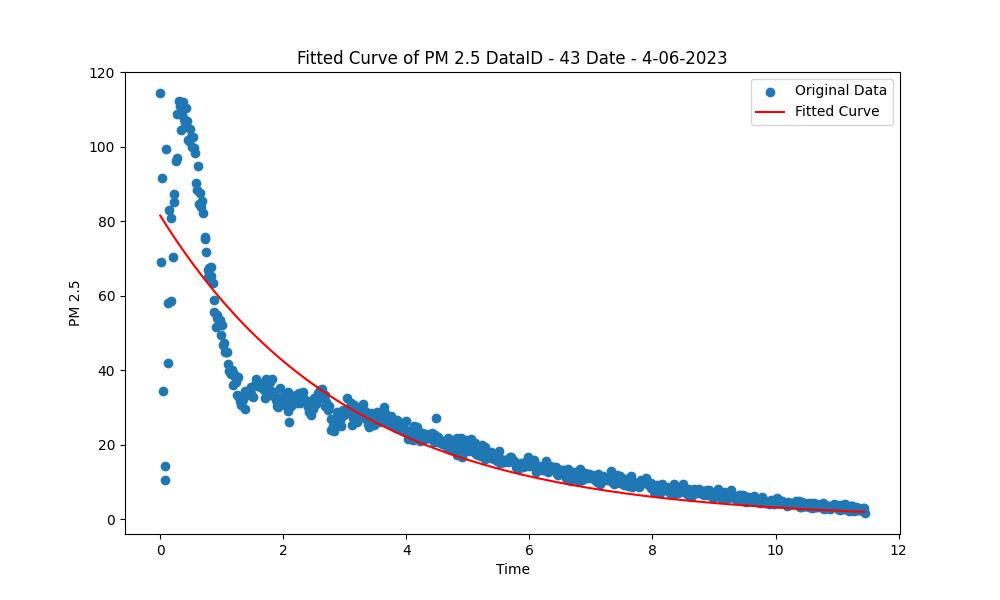 Fitted Curve of PM 2.5 DataID - 43 Date - 4-06-2023
Original Data
Fitted Curve
120
100
80
60
40
20
0
PM 2.5
0 2 4 6 8 10 12
Time